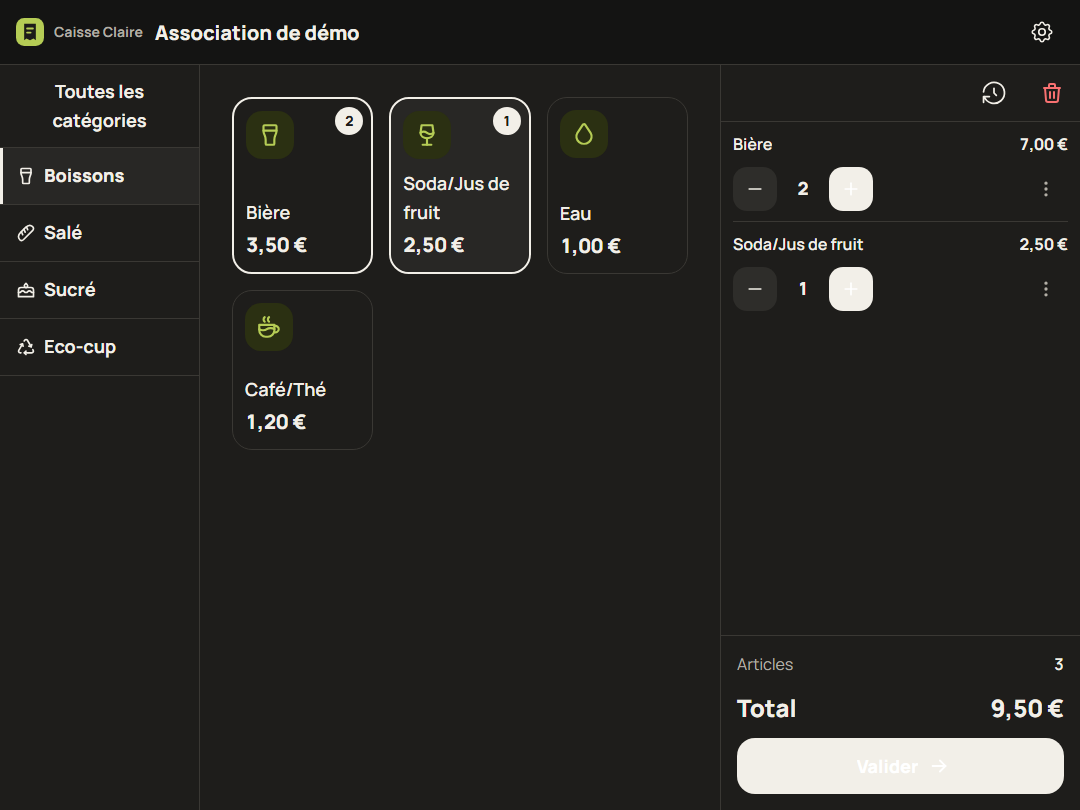 Caisse Claire Association de démo
Toutes les
catégories
Boissons
Salé
Sucré
Eco-cup
2
Bière
3,50 €
1
Soda/Jus de
fruit
2,50 €
Eau
1,00 €
Café/Thé
1,20 €
Bière 7,00 €
2
Soda/Jus de fruit 2,50 €
1
Articles 3
Total 9,50 €
Valider